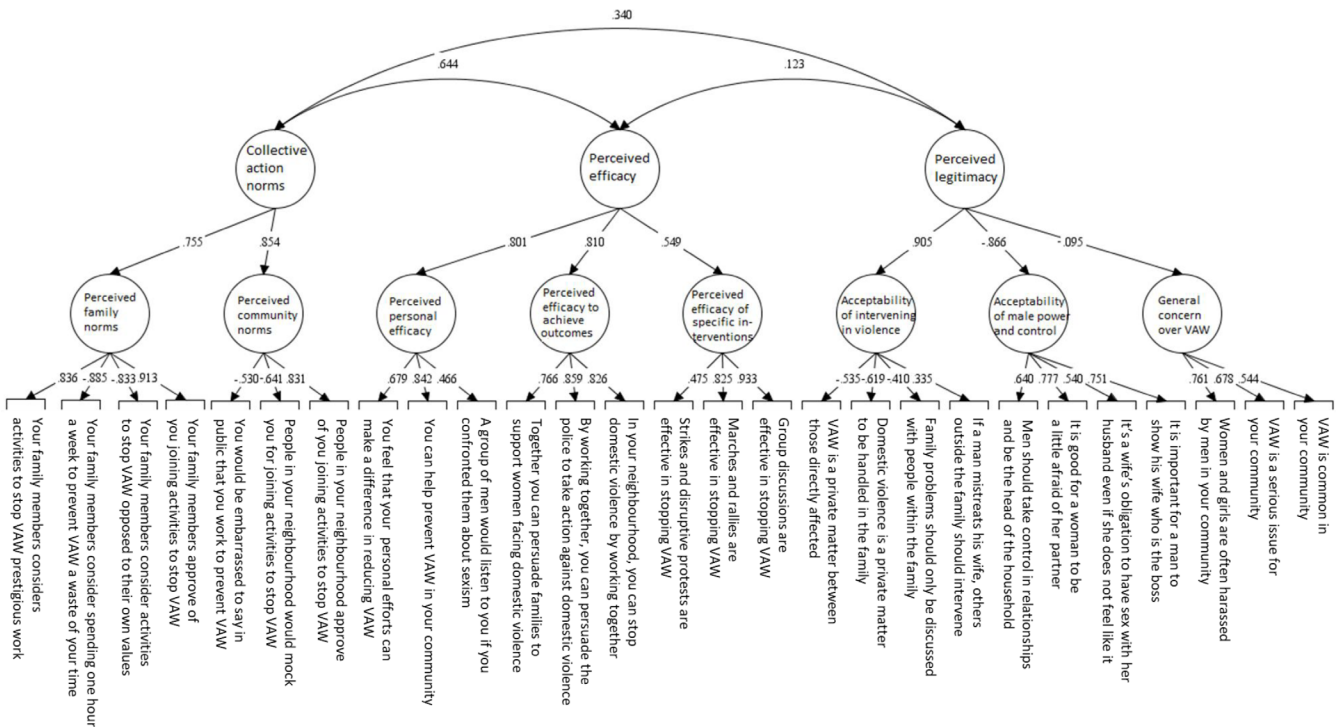 .340
.644
.123
Collective
action
norms
Perceived
efficacy
Perceived
legitimacy
.755
.854
.801
.810
.549
.905
-.866
-.095
Perceived
family
norms
Perceived
community
norms
Perceived
personal
efficacy
Perceived
efficacy to
achieve
outcomes
Perceived
efficacy of
specific in-
terventions
Acceptability
of intervening
in violence
Acceptability
of male power
and control
General
concern
over VAW
.836 -.885 -.833 .913
-.530 -.641 .831
.679 .842 .466
.766 .859 .826
.475 .825 .933
-.535 -.619 -.410 .335
.640 .777 .540 .751
.761 .678 .544
Your family members considers
activities to stop VAW prestigious work
Your family members consider spending one hour
a week to prevent VAW a waste of your time
Your family members consider activities
to stop VAW opposed to their own values
Your family members approve of
you joining activities to stop VAW
You would be embarrassed to say in
public that you work to prevent VAW
People in your neighbourhood would mock
you for joining activities to stop VAW
People in your neighbourhood approve
of you joining activities to stop VAW
You feel that your personal efforts can
make a difference in reducing VAW
You can help prevent VAW in your community
A group of men would listen to you if you
confronted them about sexism
Together you can persuade families to
support women facing domestic violence
By working together, you can persuade the
police to take action against domestic violence
In your neighbourhood, you can stop
domestic violence by working together
Strikes and disruptive protests are
effective in stopping VAW
Marches and rallies are
effective in stopping VAW
Group discussions are
effective in stopping VAW
VAW is a private matter between
those directly affected
Domestic violence is a private matter
to be handled in the family
Family problems should only be discussed
with people within the family
If a man mistreats his wife, others
outside the family should intervene
Men should take control in relationships
and be the head of the household
It is good for a woman to be
a little afraid of her partner
It's a wife's obligation to have sex with her
husband even if she does not feel like it
It is important for a man to
show his wife who is the boss
Women and girls are often harassed
by men in your community
VAW is a serious issue for
your community
VAW is common in
your community